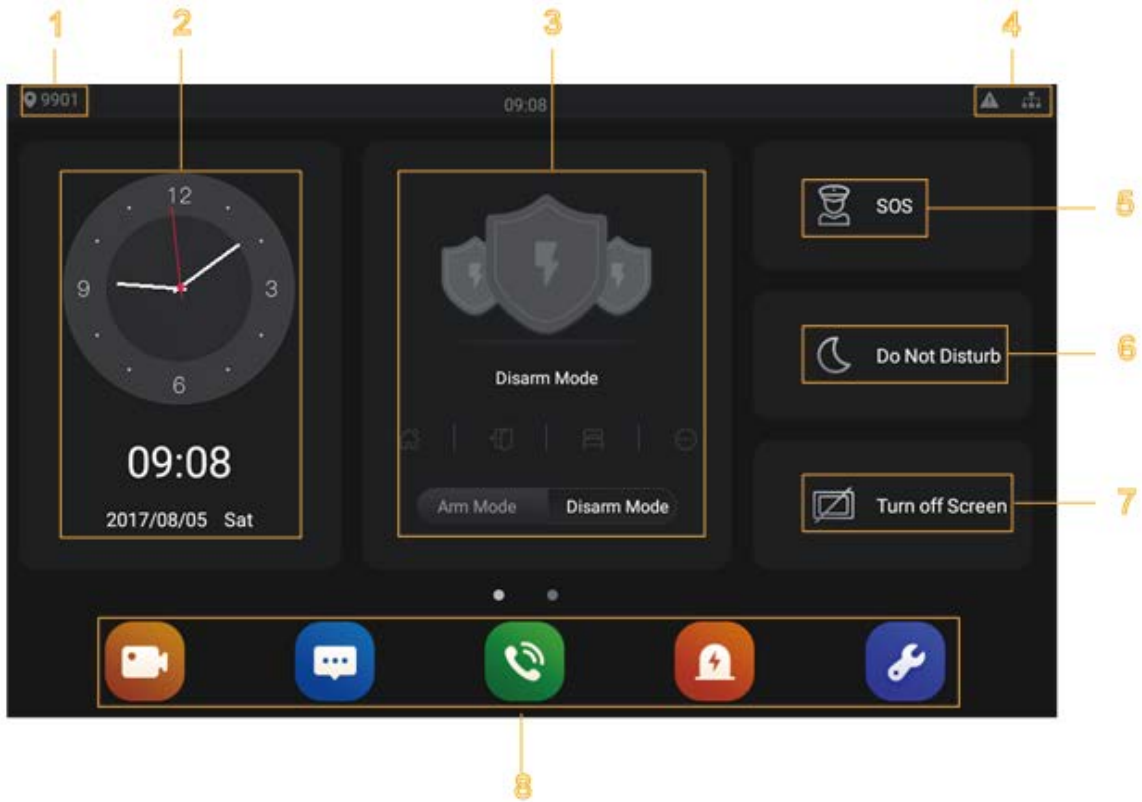 1
2
3
4
9901
09:08
12
9
3
6
09:08
2017/08/05 Sat
Disarm Mode
Arm Mode
Disarm Mode
SOS
5
Do Not Disturb
6
Turn off Screen
7
8